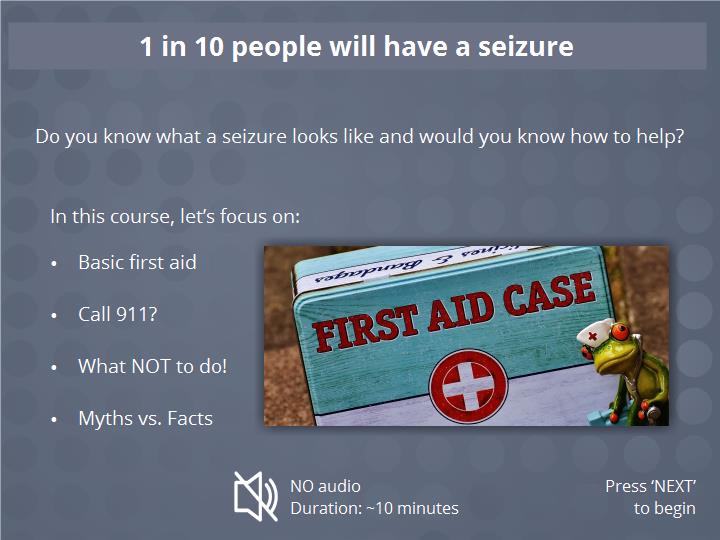 1 in 10 people will have a seizure
Do you know what a seizure looks like and would you know how to help?
In this course, let's focus on:
• Basic first aid
• Call 911?
• What NOT to do!
• Myths vs. Facts
& Bandages
FIRST AID CASE
NO audio
Duration: ~10 minutes
Press ‘NEXT’
to begin